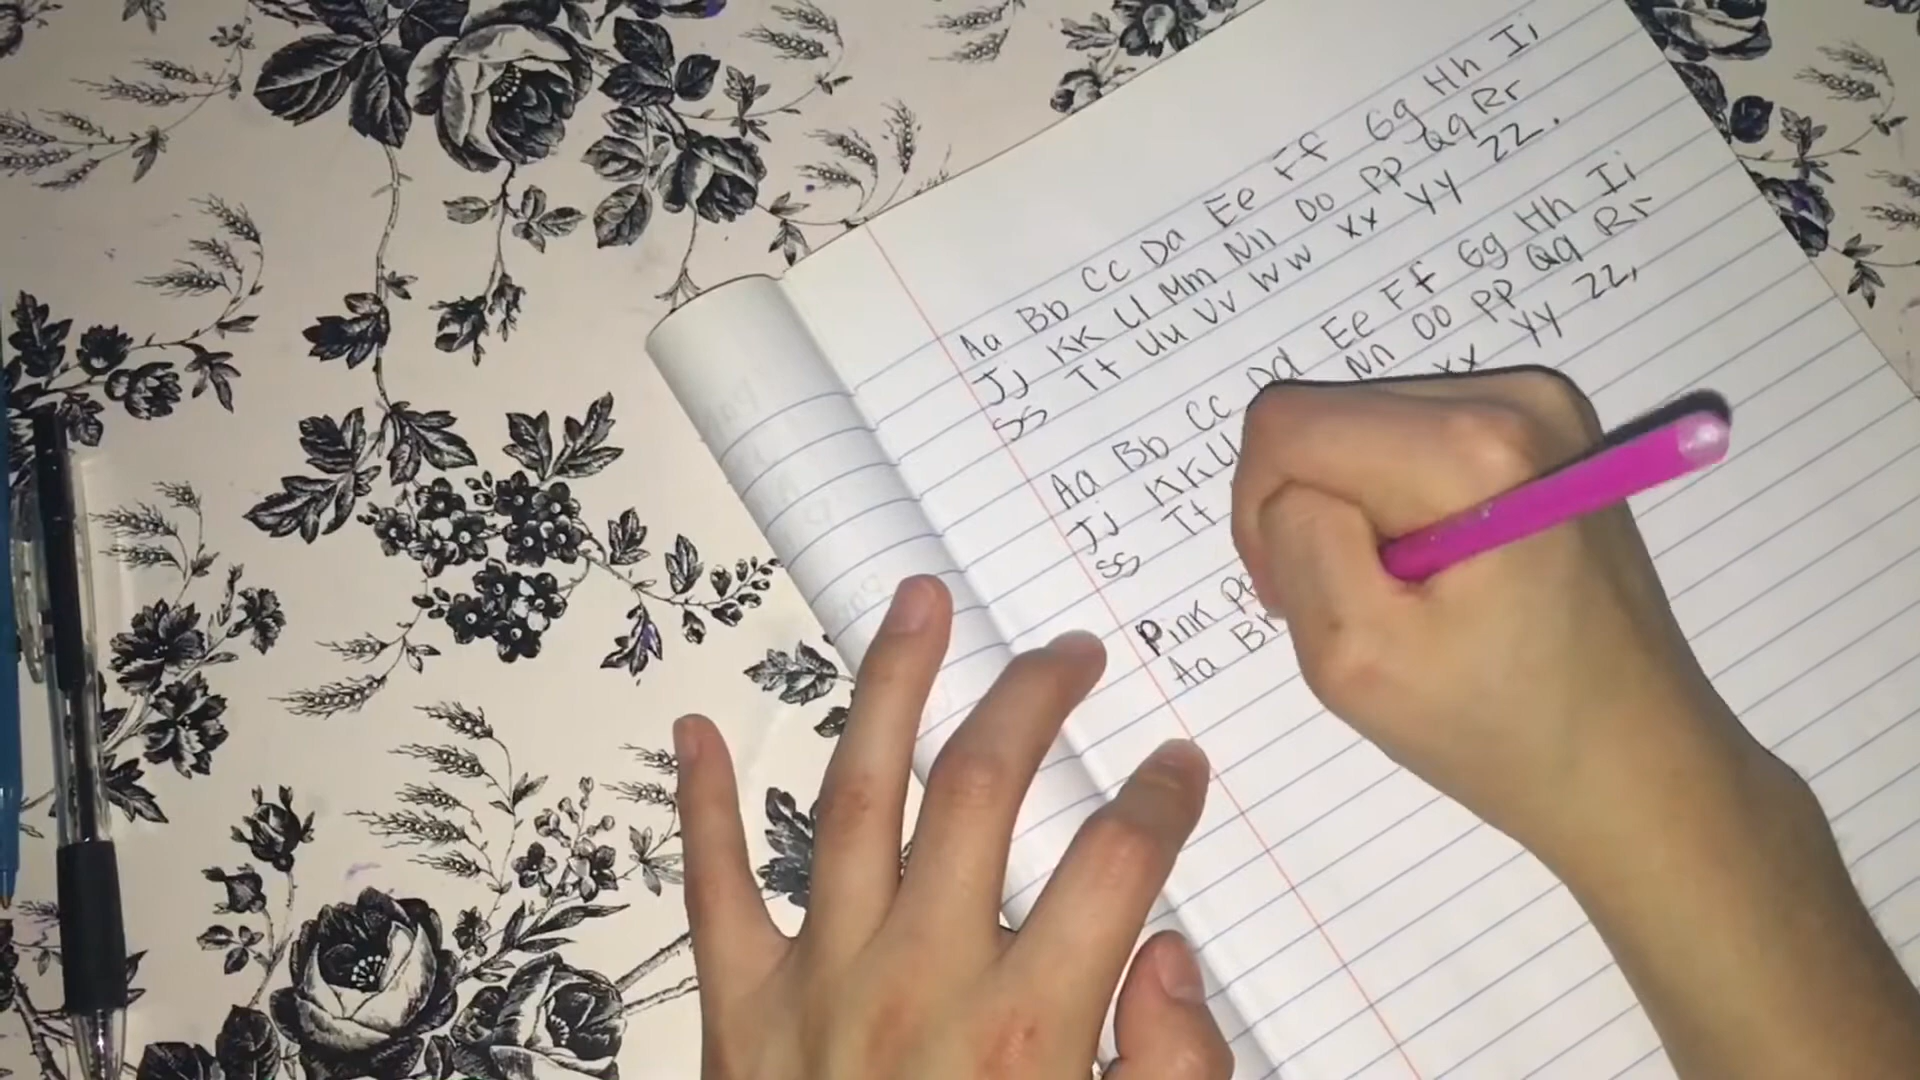 Aa Bb Cc Dd Ee Ff Gg Hh Ii
Jj Kk Ll Mm Nn Oo Pp Qq Rr
Ss Tt Uu Vv Ww Xx Yy Zz.
Aa Bb Cc Dd Ee Ff Gg Hh Ii
Jj Kk Ll Nn Oo Pp Qq Rr
Ss Tt Xx Yy Zz,
Pink
Aa